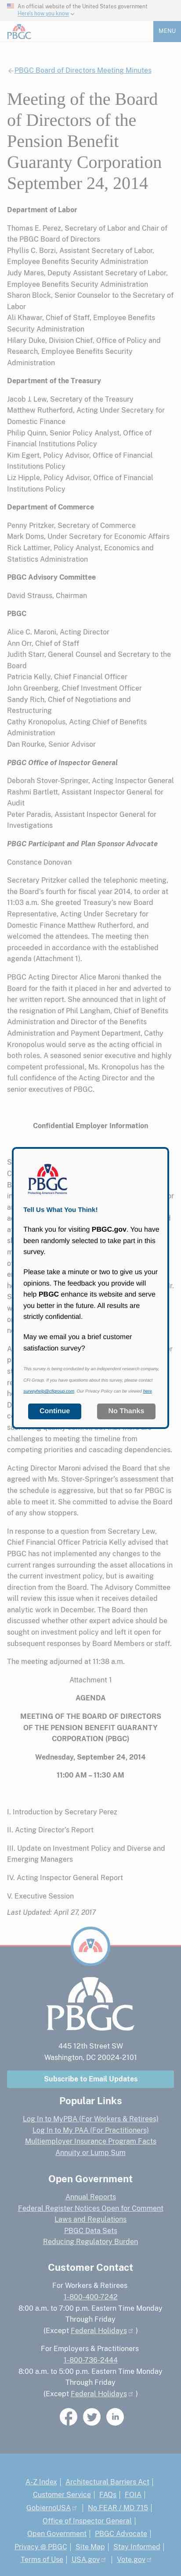 An official website of the United States government
Here's how you know
PBGC
MENU
PBGC Board of Directors Meeting Minutes
Meeting of the Board
of Directors of the
Pension Benefit
Guaranty Corporation
September 24, 2014
Department of Labor
Thomas E. Perez, Secretary of Labor and Chair of
the PBGC Board of Directors
Phyllis C. Borzi, Assistant Secretary of Labor,
Employee Benefits Security Administration
Judy Mares, Deputy Assistant Secretary of Labor,
Employee Benefits Security Administration
Sharon Block, Senior Counselor to the Secretary of
Labor
Ali Khawar, Chief of Staff, Employee Benefits
Security Administration
Hilary Duke, Division Chief, Office of Policy and
Research, Employee Benefits Security
Administration
Department of the Treasury
Jacob J. Lew, Secretary of the Treasury
Matthew Rutherford, Acting Under Secretary for
Domestic Finance
Philip Quinn, Senior Policy Analyst, Office of
Financial Institutions Policy
Kim Egert, Policy Advisor, Office of Financial
Institutions Policy
Liz Hipple, Policy Advisor, Office of Financial
Institutions Policy
Department of Commerce
Penny Pritzker, Secretary of Commerce
Mark Doms, Under Secretary for Economic Affairs
Rick Lattimer, Policy Analyst, Economics and
Statistics Administration
PBGC Advisory Committee
David Strauss, Chairman
PBGC
Alice C. Maroni, Acting Director
Ann Orr, Chief of Staff
Judith Starr, General Counsel and Secretary to the
Board
Patricia Kelly, Chief Financial Officer
John Greenberg, Chief Investment Officer
Sandy Rich, Chief of Negotiations and
Restructuring
Cathy Kronopolus, Acting Chief of Benefits
Administration
Dan Rourke, Senior Advisor
PBGC Office of Inspector General
Deborah Stover-Springer, Acting Inspector General
Rashmi Bartlett, Assistant Inspector General for
Audit
Peter Paradis, Assistant Inspector General for
Investigations
PBGC Participant and Plan Sponsor Advocate
Constance Donovan
Secretary Pritzker called the telephonic meeting,
the Board's fourth for fiscal year 2014, to order at
11:03 a.m. She greeted Treasury's new Board
Representative, Acting Under Secretary for
Domestic Finance Matthew Rutherford, and
welcomed the attendees. The meeting then
proceeded in accordance with the established
agenda (Attachment 1).
PBGC Acting Director Alice Maroni thanked the
Board for the faith it had placed in her and the
organization. She reported that in response to the
resignation of Phil Langham, Chief of Benefits
Administration and Director of the Benefits
Administration and Payment Department, Cathy
Kronopolus would serve as the acting official in
both roles. A seasoned senior executive and highly
competent professional, Ms. Kronopolus has most
recently held the functions of Chief of Staff and the
Acting Director is confident she will ably lead the
senior executives of PBGC.
Confidential Employer Information
PBGC
Protecting America's Pensions
Tell Us What You Think!
Thank you for visiting PBGC.gov. You have
been randomly selected to take part in this
survey.
Please take a minute or two to give us your
opinions. The feedback you provide will
help PBGC enhance its website and serve
you better in the future. All results are
strictly confidential.
May we email you a brief customer
satisfaction survey?
This survey is being conducted by an independent research company,
CFI Group. If you have questions about this survey, please contact
surveyhelp@cfigroup.com. Our Privacy Policy can be viewed Here.
Continue
No Thanks
are challenges to meeting the timeline from
competing priorities and cascading dependencies.
Acting Director Maroni advised the Board that she
agreed with Ms. Stover-Springer's assessment that
PBGC is not where it should be, but that as long as
PBGC is committed, she would advise the Board of
any stoppages.
In response to a question from Secretary Lew,
Chief Financial Officer Patricia Kelly advised that
PBGC has not implemented any changes to the
current investment policy, but continues to analyze
the current investment policy. The Advisory Committee
will review this issue when it receives detailed
analytic work in December. The Board then
discussed whether other expert advice should be
sought on investment policy and left to individual
subsequent responses by Board Members or staff.
The meeting adjourned at 11:38 a.m.
Attachment 1
AGENDA
MEETING OF THE BOARD OF DIRECTORS
OF THE PENSION BENEFIT GUARANTY
CORPORATION (PBGC)
Wednesday, September 24, 2014
11:00 AM – 11:30 AM
I. Introduction by Secretary Perez
II. Acting Director's Report
III. Update on Investment Policy and Diverse and
Emerging Managers
IV. Acting Inspector General Report
V. Executive Session
Last Updated: April 27, 2017
PBGC
445 12th Street SW
Washington, DC 20024-2101
Subscribe to Email Updates
Popular Links
Log In to MyPBA (For Workers & Retirees)
Log In to My PAA (For Practitioners)
Multiemployer Insurance Program Facts
Annuity or Lump Sum
Open Government
Annual Reports
Federal Register Notices Open for Comment
Laws and Regulations
PBGC Data Sets
Reducing Regulatory Burden
Customer Contact
For Workers & Retirees
1-800-400-7242
8:00 a.m. to 7:00 p.m. Eastern Time Monday
Through Friday
(Except Federal Holidays )
For Employers & Practitioners
1-800-736-2444
8:00 a.m. to 5:00 p.m. Eastern Time Monday
Through Friday
(Except Federal Holidays )
A-Z Index | Architectural Barriers Act |
Customer Service | FAQs | FOIA |
GobiernoUSA | No FEAR / MD 715 |
Office of Inspector General |
Open Government | PBGC Advocate |
Privacy @ PBGC | Site Map | Stay Informed |
Terms of Use | USA.gov | Vote.gov